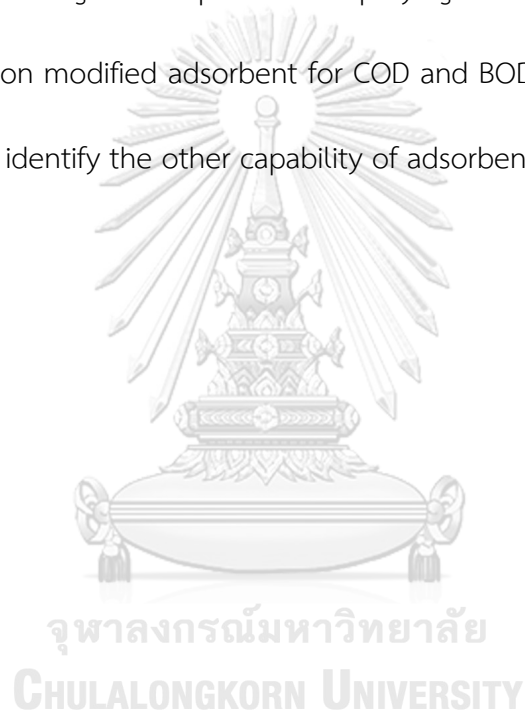 on modified adsorbent for COD and BOD
identify the other capability of adsorben
จุฬาลงกรณ์มหาวิทยาลัย
CHULALONGKORN UNIVERSITY